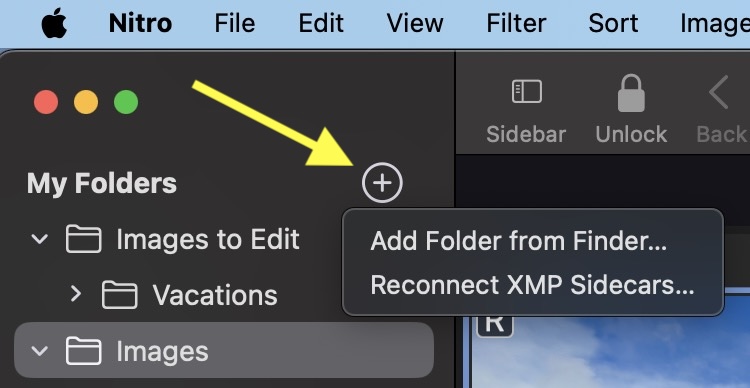 Nitro File Edit View Filter Sort Image
Sidebar Unlock Back
My Folders
Images to Edit
Add Folder from Finder...
Reconnect XMP Sidecars...
Vacations
R
Images